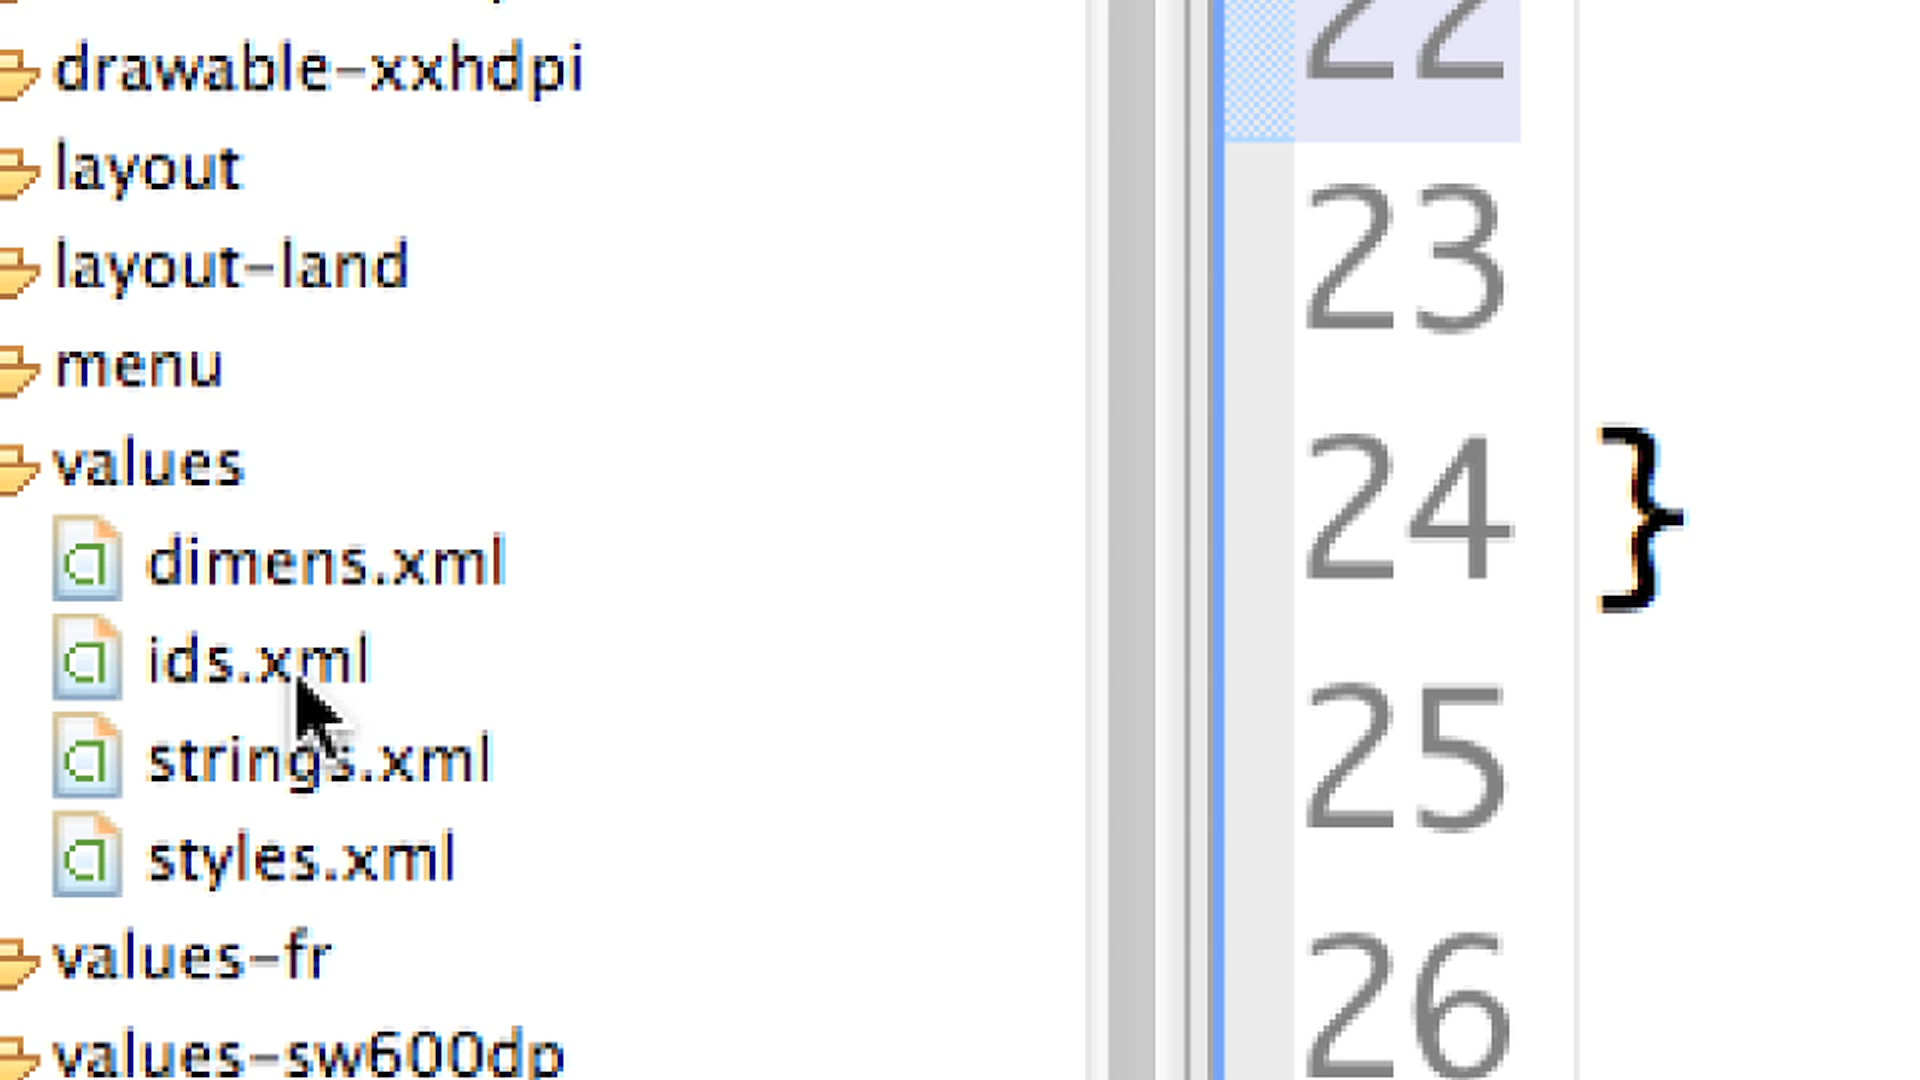 drawable-xxhdpi
layout
layout-land
menu
values
dimens.xml
ids.xml
strings.xml
styles.xml
values-fr
values-sw600dp
22
23
24 }
25
26